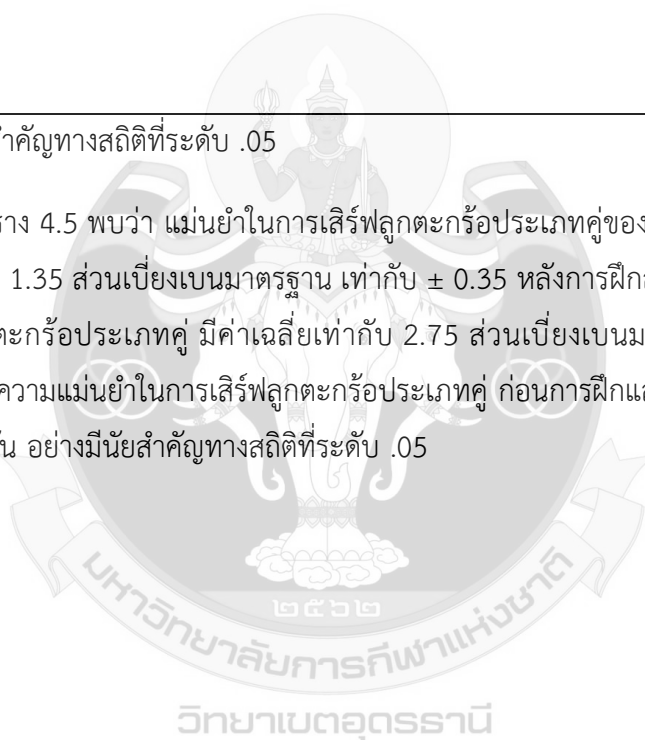 สำคัญทางสถิติที่ระดับ .05
ราง 4.5 พบว่า แม่นยำในการเสิร์ฟลูกตะกร้อประเภทคู่ของ
1.35 ส่วนเบี่ยงเบนมาตรฐาน เท่ากับ ± 0.35 หลังการฝึก
ตะกร้อประเภทคู่ มีค่าเฉลี่ยเท่ากับ 2.75 ส่วนเบี่ยงเบนม
ความแม่นยำในการเสิร์ฟลูกตะกร้อประเภทคู่ ก่อนการฝึกแล
อย่างมีนัยสำคัญทางสถิติที่ระดับ .05
๒๕๖๒
มหาวิทยาลัยการกีฬาแห่งชาติ
วิทยาเขตอุดรธานี